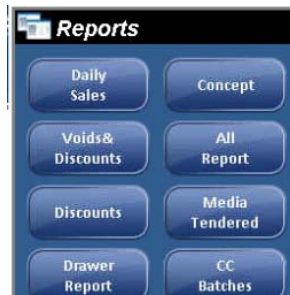 Reports
Daily
Sales
Concept
Voids&
Discounts
All
Report
Discounts
Media
Tendered
Drawer
Report
CC
Batches